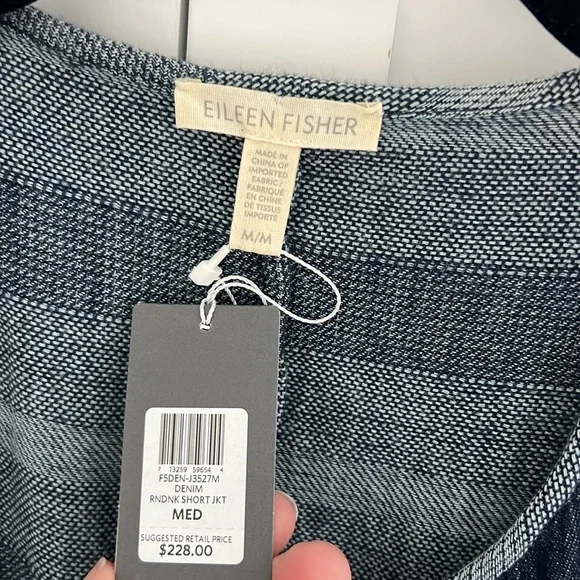 EILEEN FISHER
MADE IN
CHINA OF
IMPORTED
FABRIC /
FABRIQUÉ
EN CHINE
DE TISSUS
IMPORTÉ
M/M
7 13259 59654 4
F5DEN-J3527M
DENIM
RNDNK SHORT JKT
MED
SUGGESTED RETAIL PRICE
$228.00